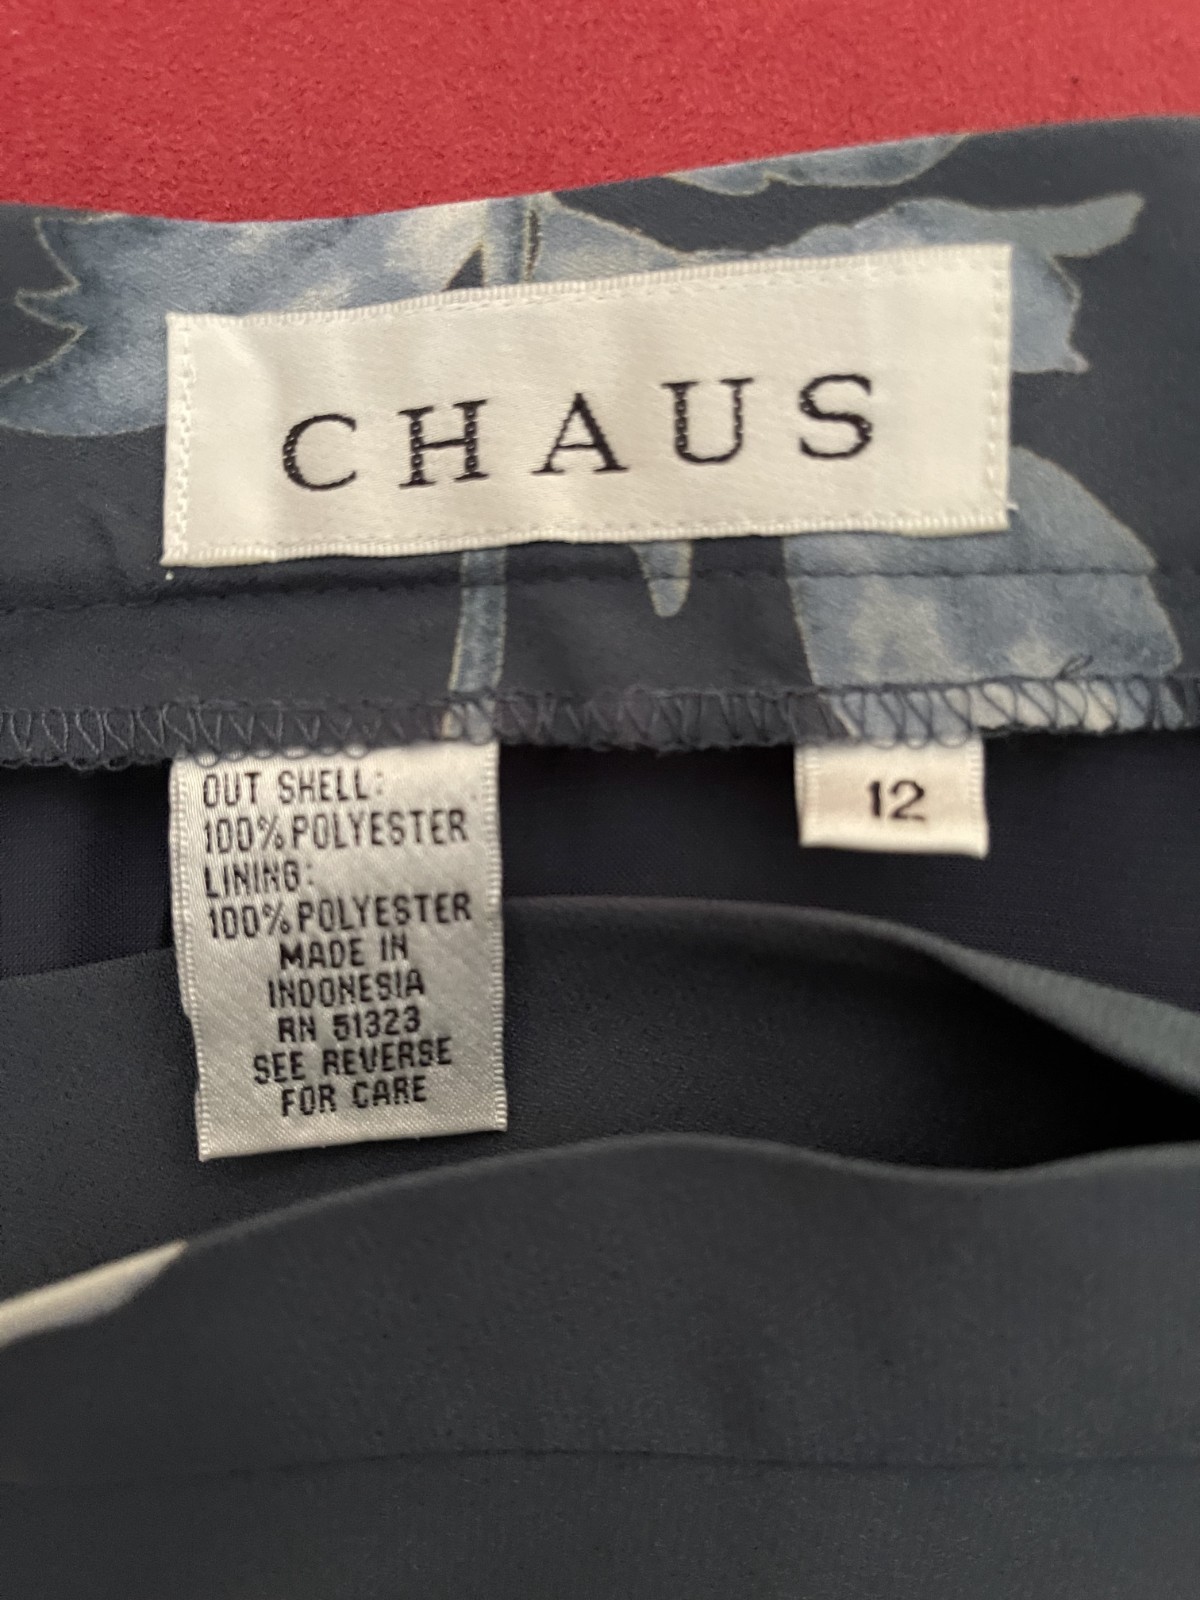 CHAUS
OUT SHELL:
100% POLYESTER
LINING:
100% POLYESTER
MADE IN
INDONESIA
RN 51323
SEE REVERSE
FOR CARE
12